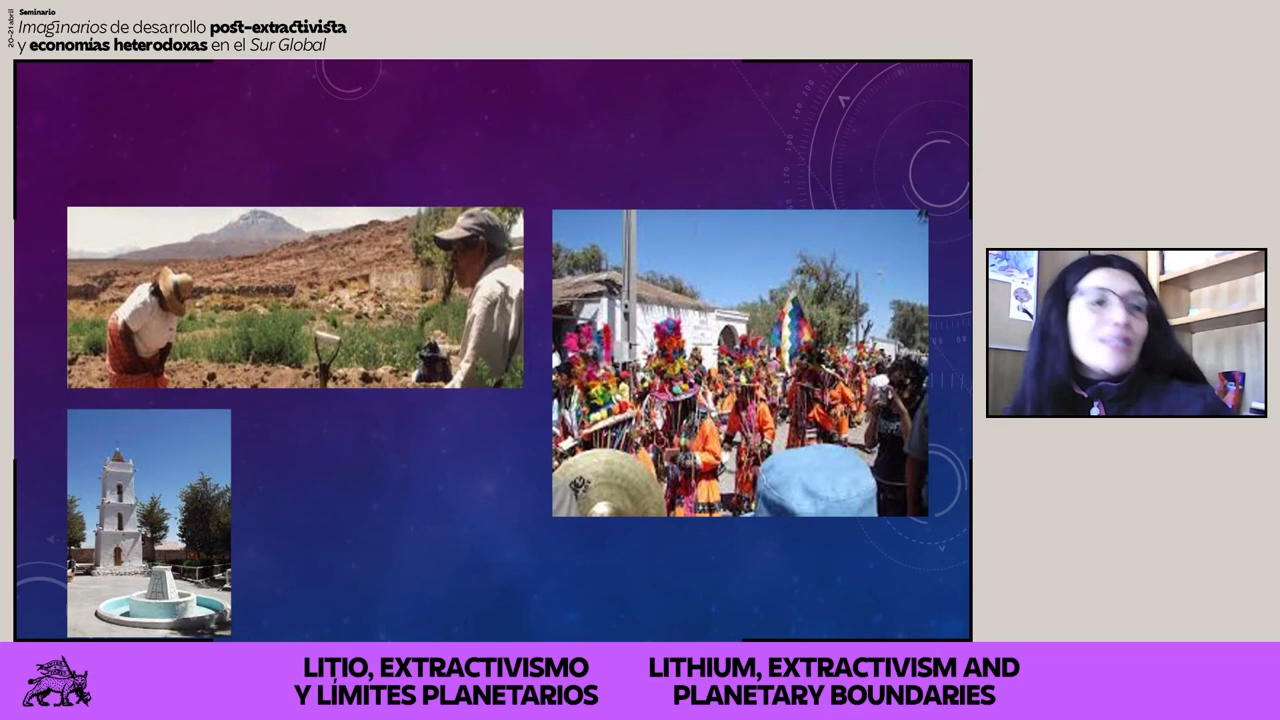 20-21 abril
Seminario
Imaginarios de desarrollo post-extractivista
y economías heterodoxas en el Sur Global
LITIO, EXTRACTIVISMO
Y LÍMITES PLANETARIOS
LITHIUM, EXTRACTIVISM AND
PLANETARY BOUNDARIES